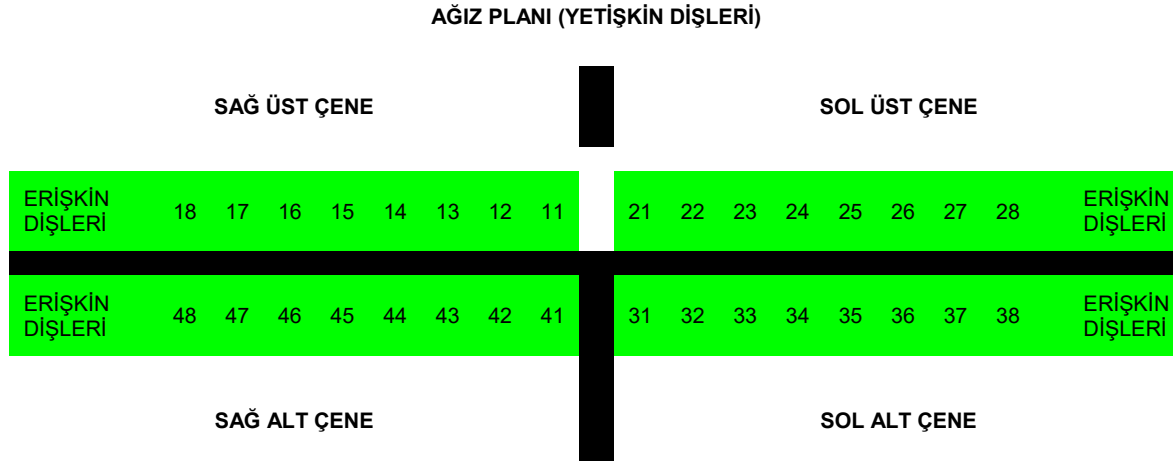 AĞIZ PLANI (YETİŞKİN DİŞLERİ)
SAĞ ÜST ÇENE
SOL ÜST ÇENE
ERİŞKİN
DİŞLERİ
18 17 16 15 14 13 12 11
21 22 23 24 25 26 27 28
ERİŞKİN
DİŞLERİ
ERİŞKİN
DİŞLERİ
48 47 46 45 44 43 42 41
31 32 33 34 35 36 37 38
ERİŞKİN
DİŞLERİ
SAĞ ALT ÇENE
SOL ALT ÇENE